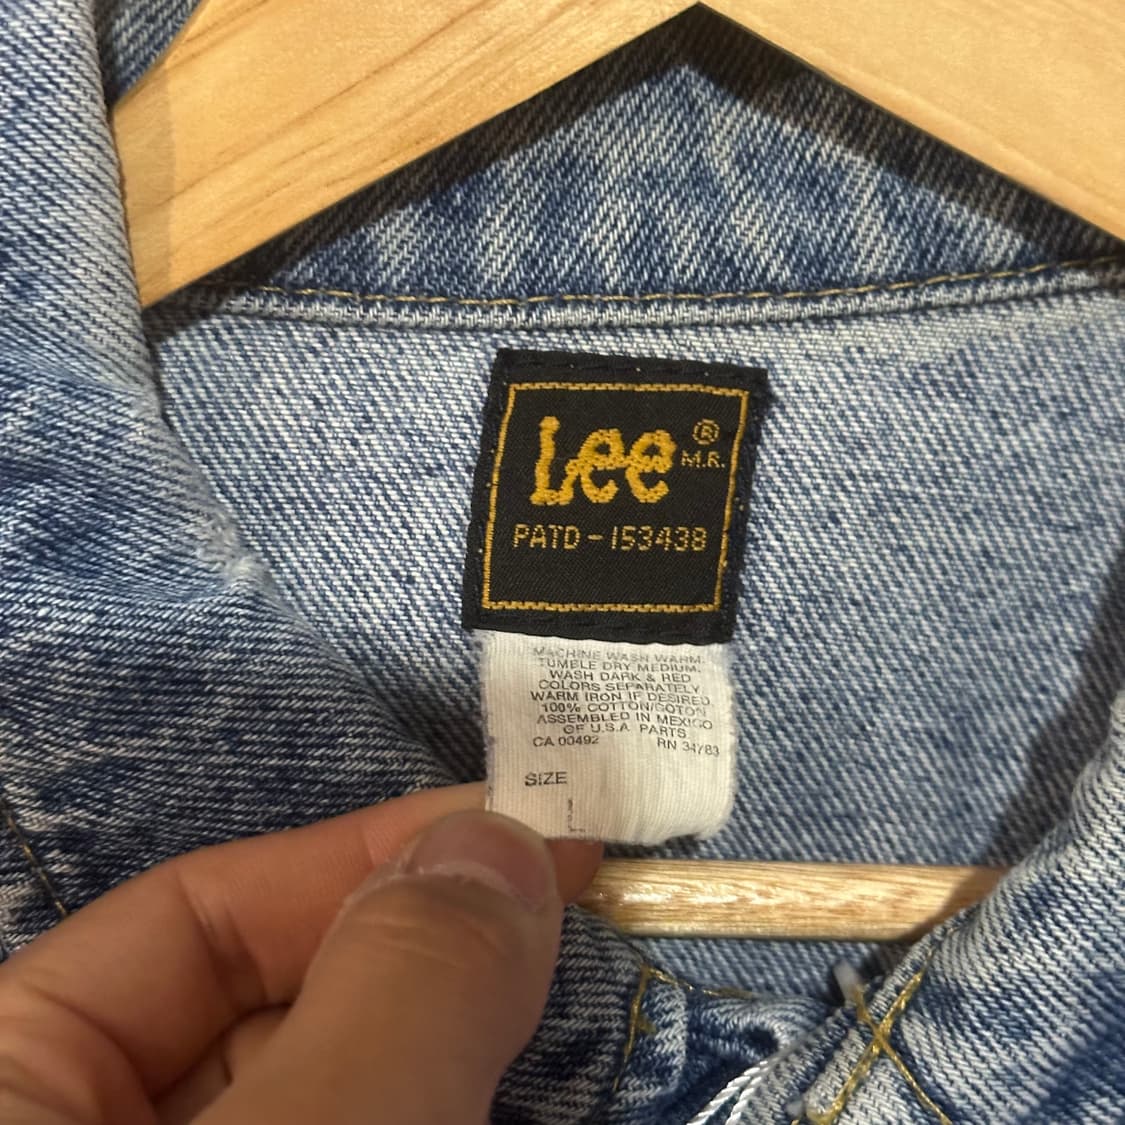 Lee ®
M.R.
PATD-153438
MACHINE WASH WARM.
TUMBLE DRY MEDIUM.
WASH DARK & RED
COLORS SEPARATELY
WARM IRON IF DESIRED.
100% COTTON/COTON
ASSEMBLED IN MEXICO
OF U.S.A. PARTS.
CA 00492 RN
SIZE